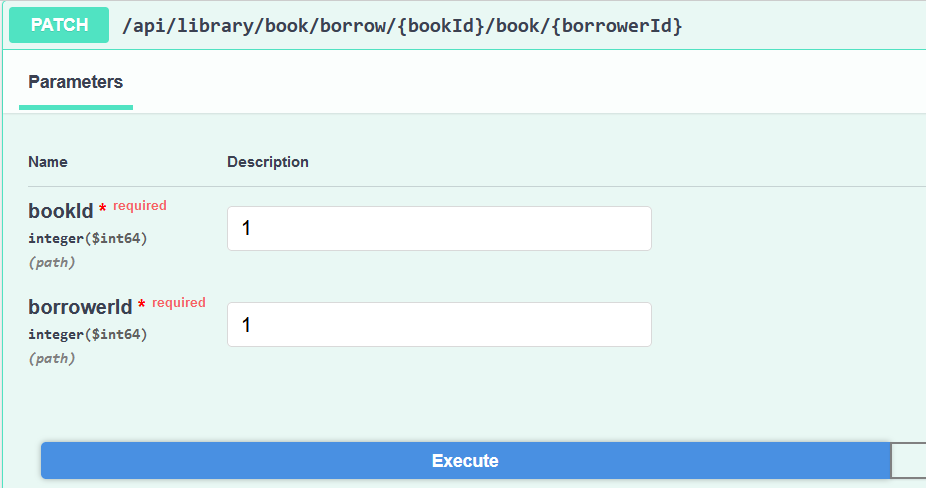 PATCH /api/library/book/borrow/{bookId}/book/{borrowerId}
Parameters
Name Description
bookId * required
integer($int64)
(path)
1
borrowerId * required
integer($int64)
(path)
1
Execute